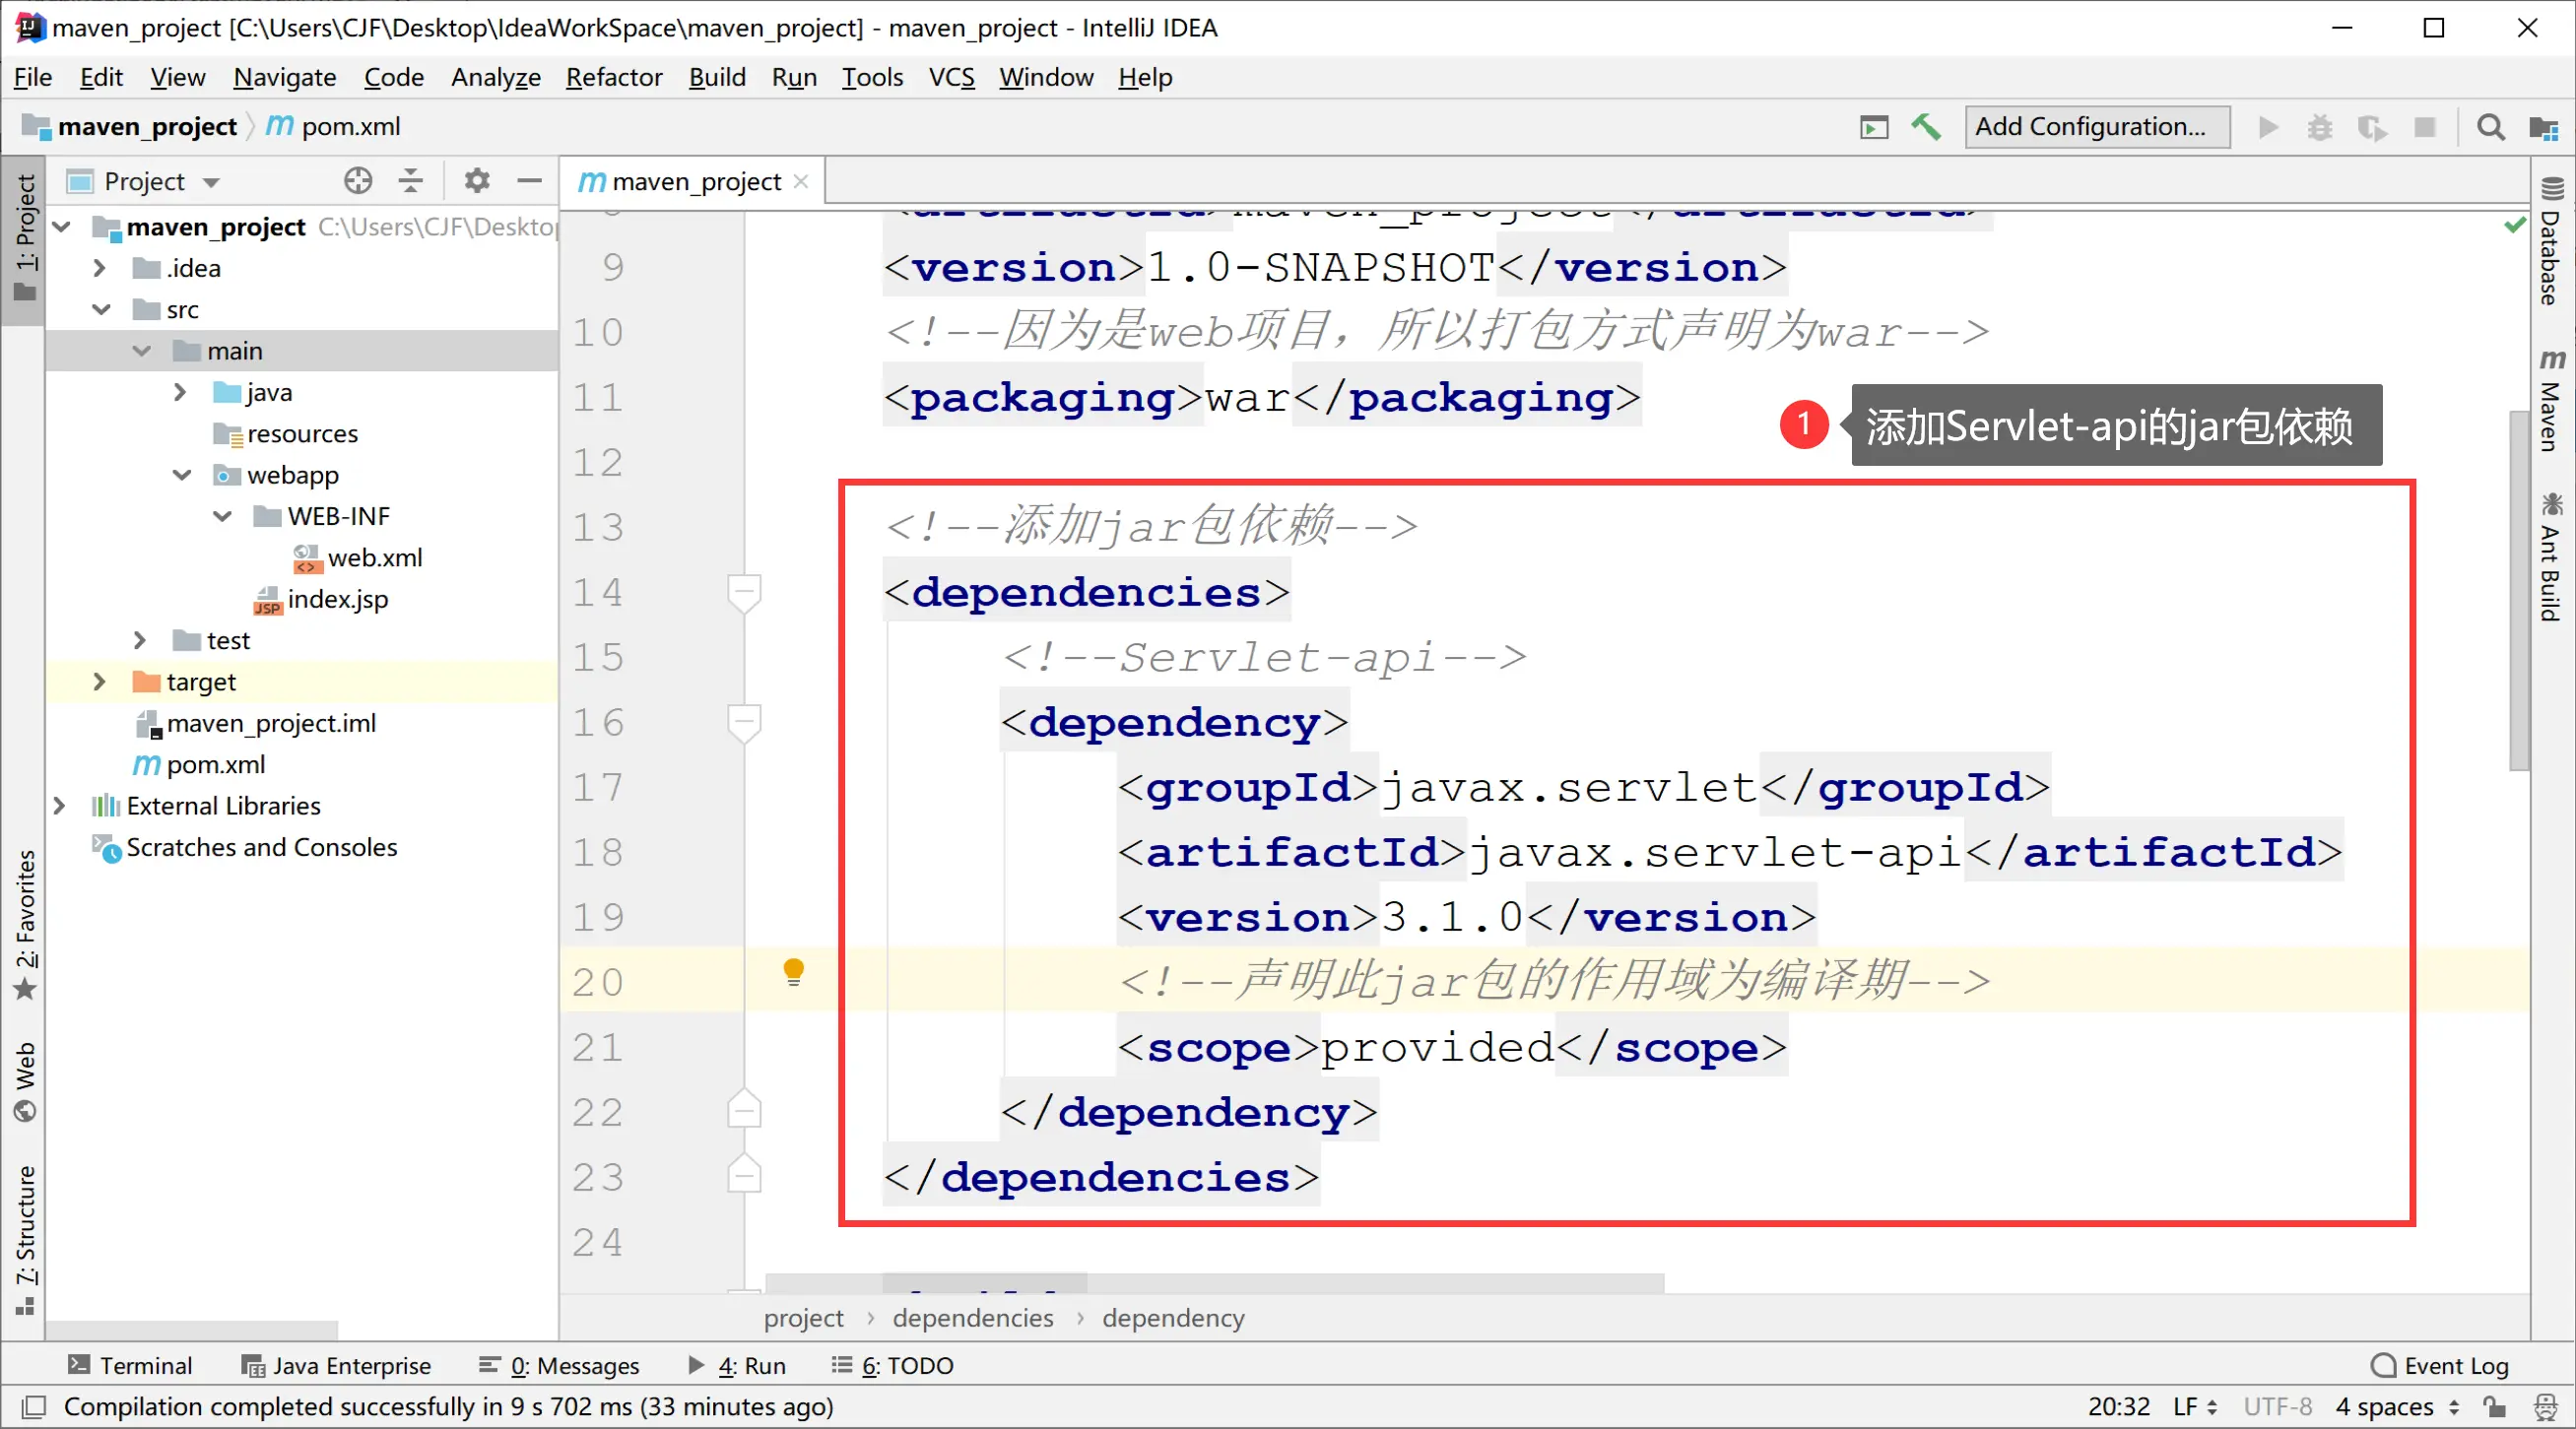 maven_project [C:\Users\CJF\Desktop\IdeaWorkSpace\maven_project] - maven_project - IntelliJ IDEA
File Edit View Navigate Code Analyze Refactor Build Run Tools VCS Window Help
maven_project pom.xml
Add Configuration...
1: Project
2: Favorites
Web
7: Structure
Project
maven_project C:\Users\CJF\Deskto
.idea
src
main
java
resources
webapp
WEB-INF
web.xml
index.jsp
test
target
maven_project.iml
pom.xml
External Libraries
Scratches and Consoles
maven_project
<artifactId>maven_project</artifactId>
9 <version>1.0-SNAPSHOT</version>
10 <!--因为是web项目，所以打包方式声明为war-->
11 <packaging>war</packaging>
1 添加Servlet-api的jar包依赖
12
13 <!--添加jar包依赖-->
14 <dependencies>
15 <!--Servlet-api-->
16 <dependency>
17 <groupId>javax.servlet</groupId>
18 <artifactId>javax.servlet-api</artifactId>
19 <version>3.1.0</version>
20 <!--声明此jar包的作用域为编译期-->
21 <scope>provided</scope>
22 </dependency>
23 </dependencies>
24
project › dependencies › dependency
Database
m Maven
Ant Build
Terminal Java Enterprise 0: Messages 4: Run 6: TODO Event Log
Compilation completed successfully in 9 s 702 ms (33 minutes ago) 20:32 LF UTF-8 4 spaces